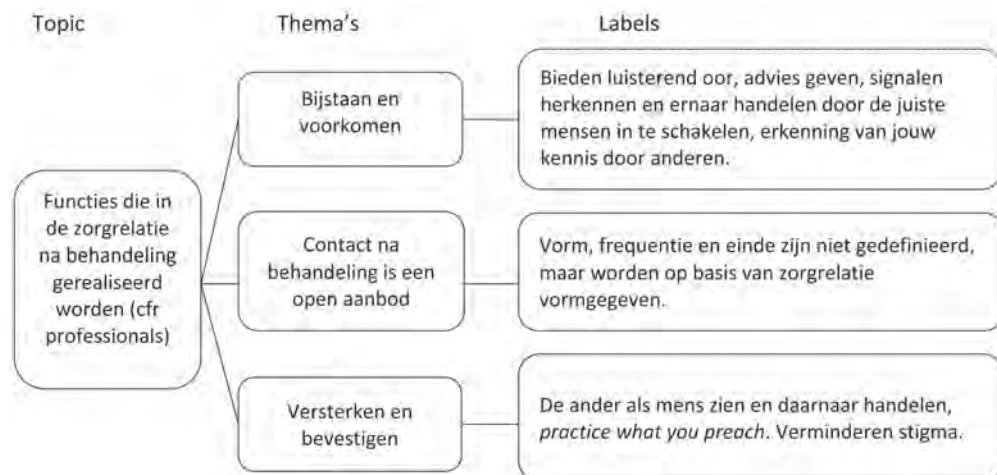 Topic
Thema's
Labels
Functies die in
de zorgrelatie
na behandeling
gerealiseerd
worden (cfr
professionals)
Bijstaan en
voorkomen
Bieden luisterend oor, advies geven, signalen
herkennen en ernaar handelen door de juiste
mensen in te schakelen, erkenning van jouw
kennis door anderen.
Contact na
behandeling is een
open aanbod
Vorm, frequentie en einde zijn niet gedefinieerd,
maar worden op basis van zorgrelatie
vormgegeven.
Versterken en
bevestigen
De ander als mens zien en daarnaar handelen,
practice what you preach. Verminderen stigma.